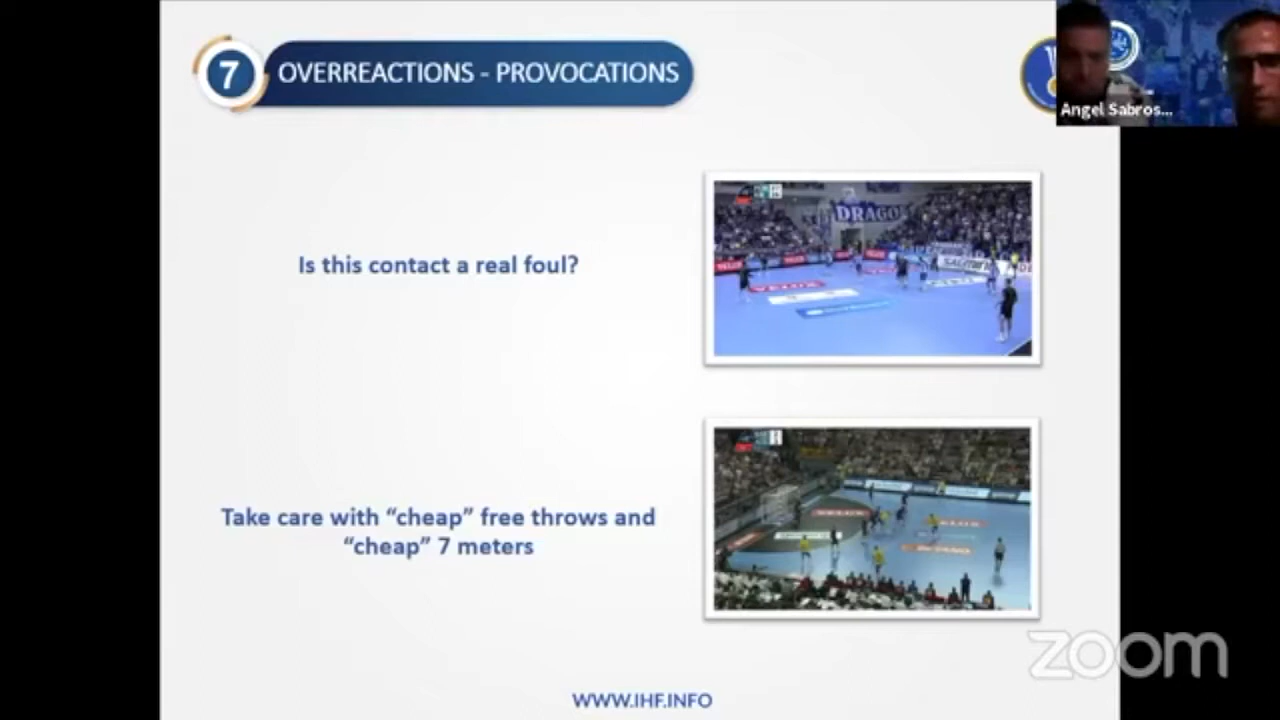 7
OVERREACTIONS - PROVOCATIONS
Angel Sabros...
Is this contact a real foul?
DRAGO
Take care with “cheap” free throws and
“cheap” 7 meters
zoom
WWW.IHF.INFO